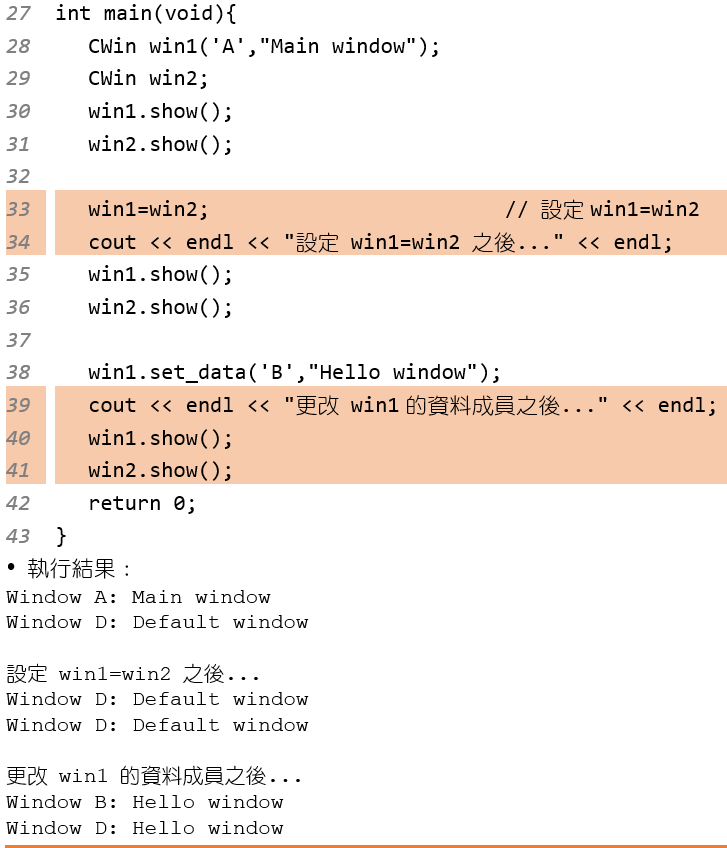 27 int main(void){
28    CWin win1('A',"Main window");
29    CWin win2;
30    win1.show();
31    win2.show();
32
33    win1=win2;                         // 設定 win1=win2
34    cout << endl << "設定 win1=win2 之後..." << endl;
35    win1.show();
36    win2.show();
37
38    win1.set_data('B',"Hello window");
39    cout << endl << "更改 win1 的資料成員之後..." << endl;
40    win1.show();
41    win2.show();
42    return 0;
43 }
• 執行結果：
Window A: Main window
Window D: Default window
設定 win1=win2 之後...
Window D: Default window
Window D: Default window
更改 win1 的資料成員之後...
Window B: Hello window
Window D: Hello window